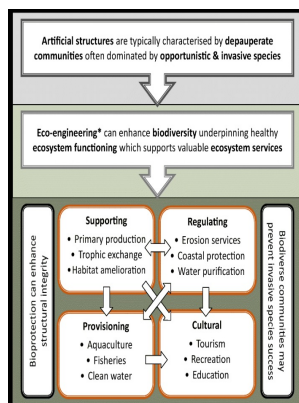 Artificial structures are typically characterised by depauperate
communities often dominated by opportunistic & invasive species
Eco-engineering* can enhance biodiversity underpinning healthy
ecosystem functioning which supports valuable ecosystem services
Bioprotection can enhance
structural integrity
Supporting
• Primary production
• Trophic exchange
• Habitat amelioration
Regulating
• Erosion services
• Coastal protection
• Water purification
Provisioning
• Aquaculture
• Fisheries
• Clean water
Cultural
• Tourism
• Recreation
• Education
Biodiverse communities may
prevent invasive species success